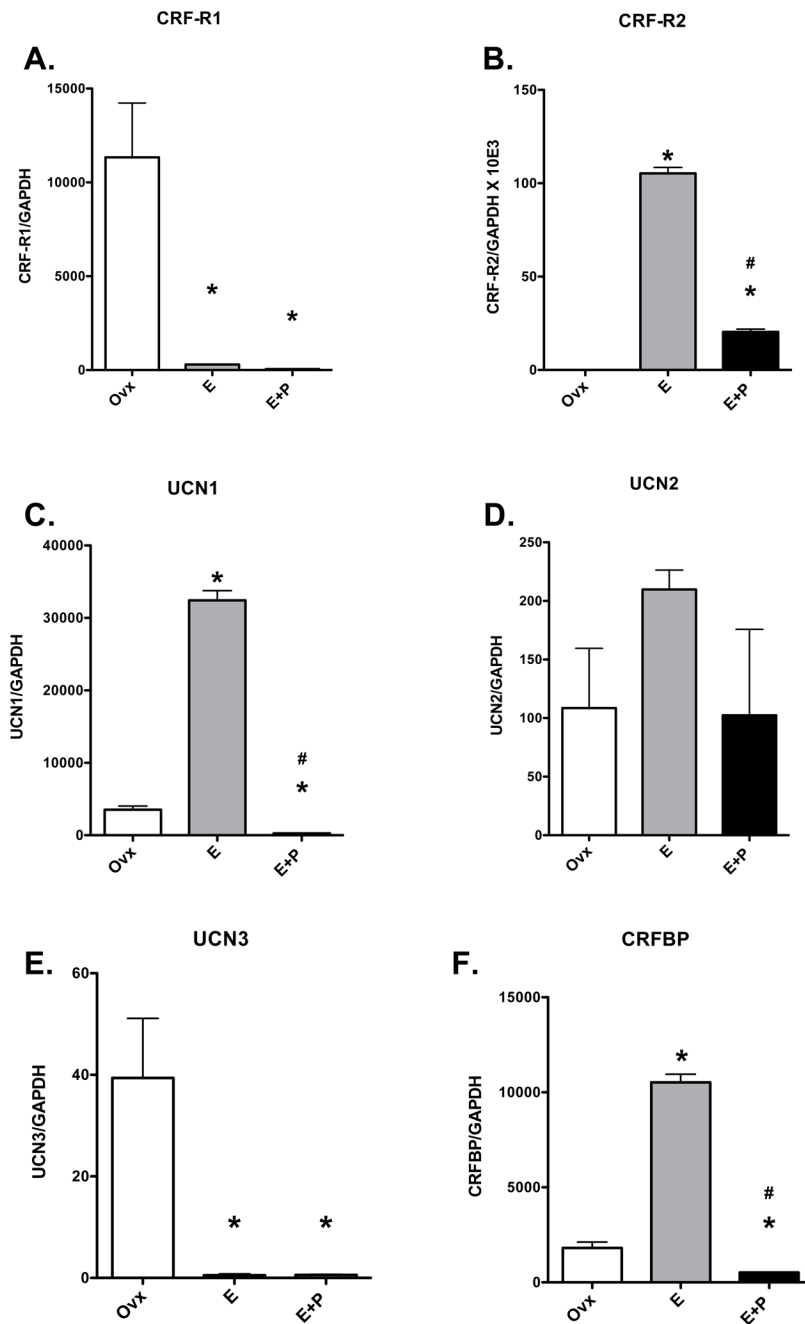 CRF-R1
A.
15000
10000
5000
0
CRF-R1/GAPDH
*
*
Ovx
E
E+P
CRF-R2
B.
150
100
50
0
CRF-R2/GAPDH X 10E3
*
#
*
Ovx
E
E+P
UCN1
C.
40000
30000
20000
10000
0
UCN1/GAPDH
*
#
*
Ovx
E
E+P
UCN2
D.
250
200
150
100
50
0
UCN2/GAPDH
Ovx
E
E+P
UCN3
E.
60
40
20
0
UCN3/GAPDH
*
*
Ovx
E
E+P
CRFBP
F.
15000
10000
5000
0
CRFBP/GAPDH
*
#
*
Ovx
E
E+P